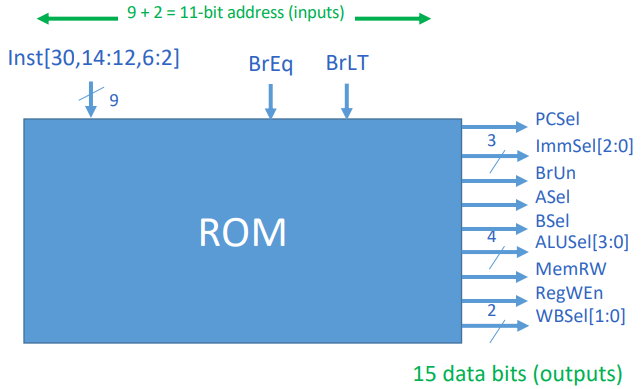 9 + 2 = 11-bit address (inputs)
Inst[30,14:12,6:2]
BrEq
BrLT
9
ROM
PCSel
3
ImmSel[2:0]
BrUn
ASel
BSel
4
ALUSel[3:0]
MemRW
RegWEn
2
WBSel[1:0]
15 data bits (outputs)